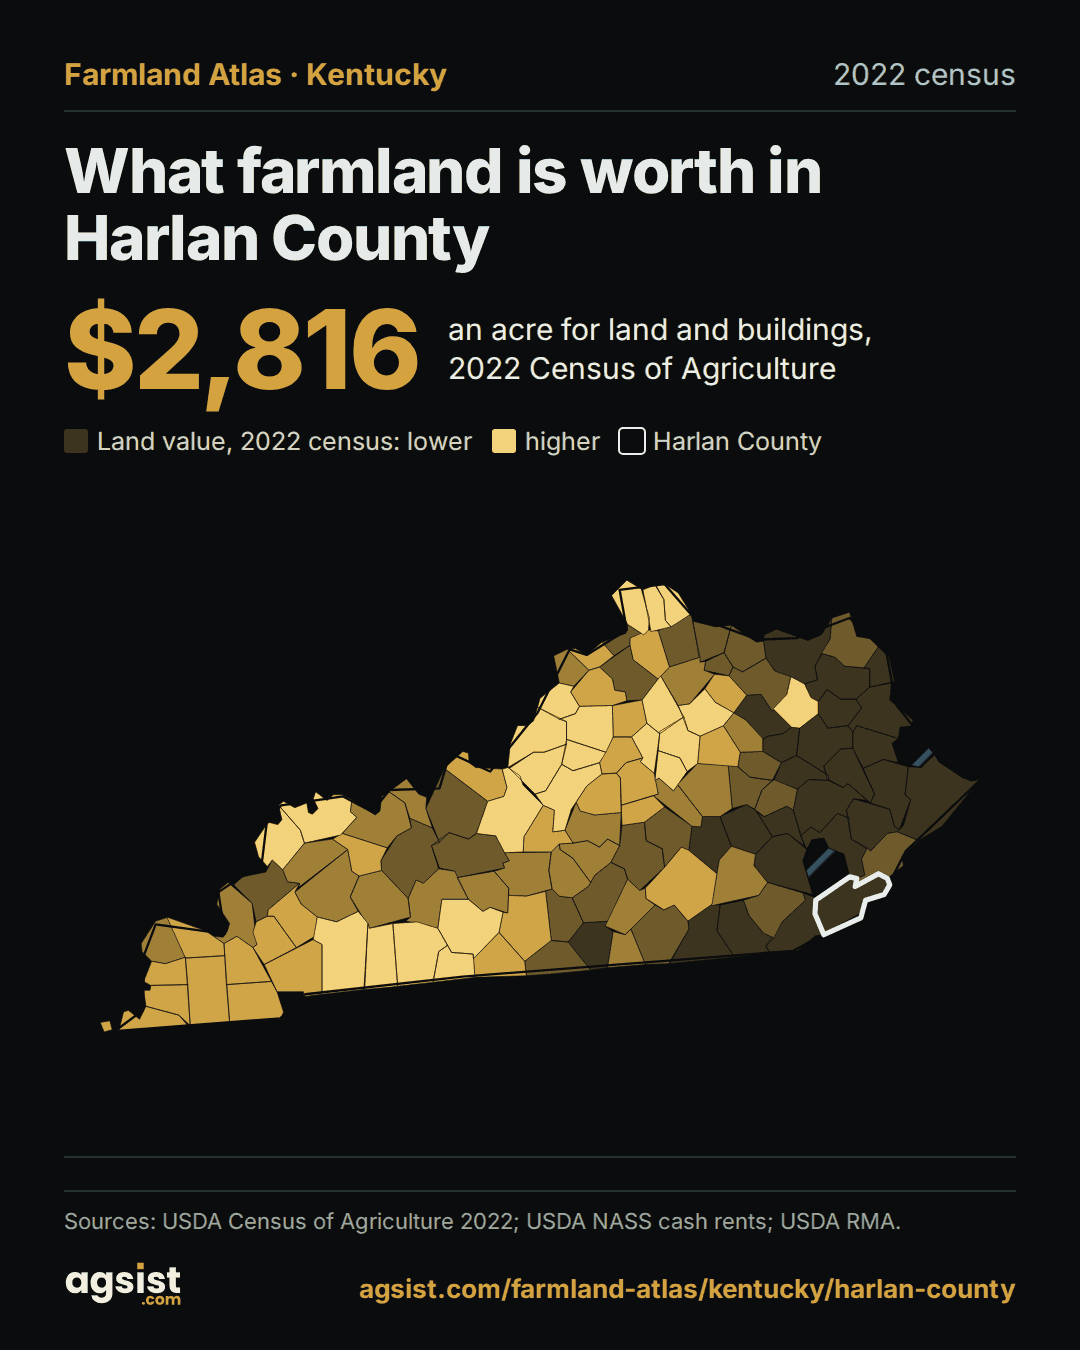 Farmland Atlas · Kentucky
2022 census
What farmland is worth in
Harlan County
$2,816
an acre for land and buildings,
2022 Census of Agriculture
Land value, 2022 census: lower
higher
Harlan County
Sources: USDA Census of Agriculture 2022; USDA NASS cash rents; USDA RMA.
agsist
.com
agsist.com/farmland-atlas/kentucky/harlan-county